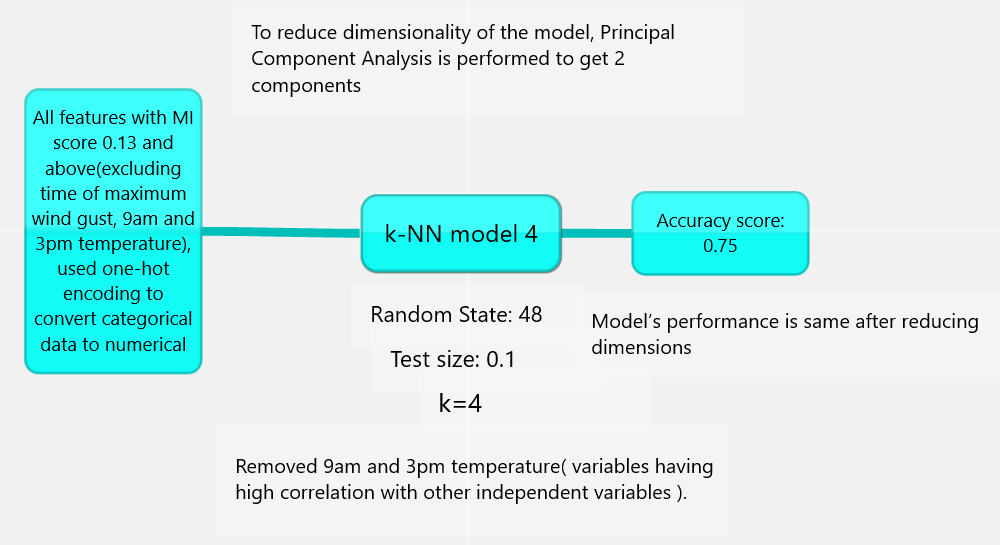 To reduce dimensionality of the model, Principal
Component Analysis is performed to get 2
components
All features with MI
score 0.13 and
above(excluding
time of maximum
wind gust, 9am and
3pm temperature),
used one-hot
encoding to
convert categorical
data to numerical
k-NN model 4
Accuracy score:
0.75
Random State: 48
Test size: 0.1
k=4
Model’s performance is same after reducing
dimensions
Removed 9am and 3pm temperature( variables having
high correlation with other independent variables ).